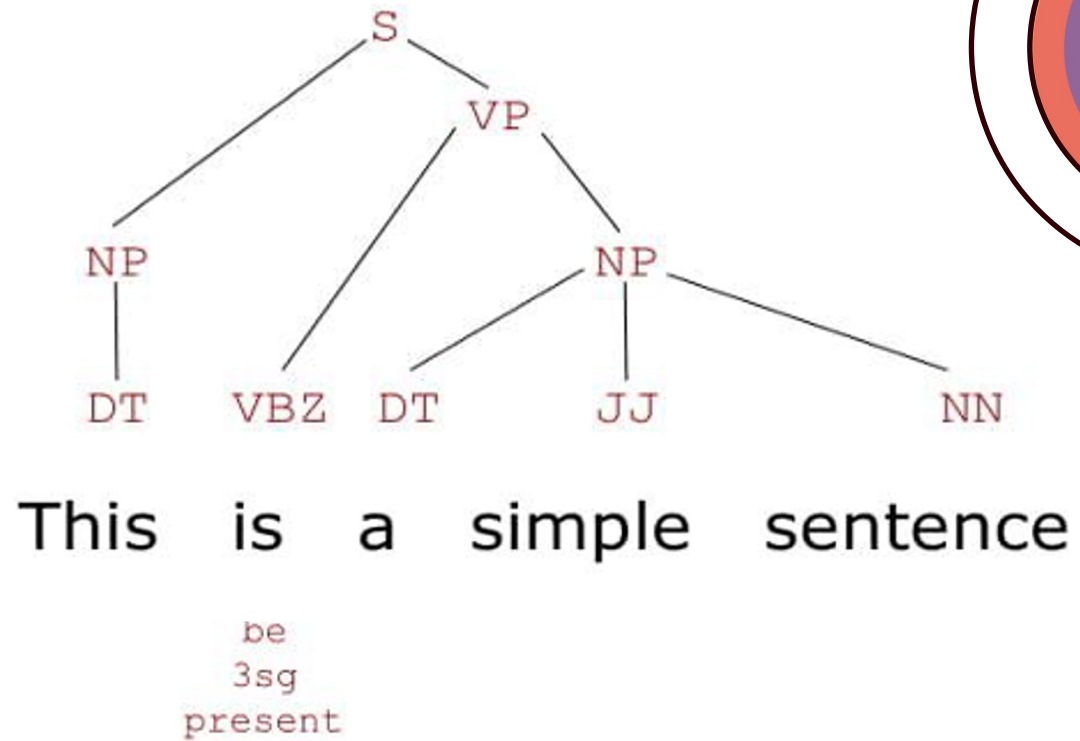 S
VP
NP NP
DT VBZ DT JJ NN
This is a simple sentence
be
3sg
present